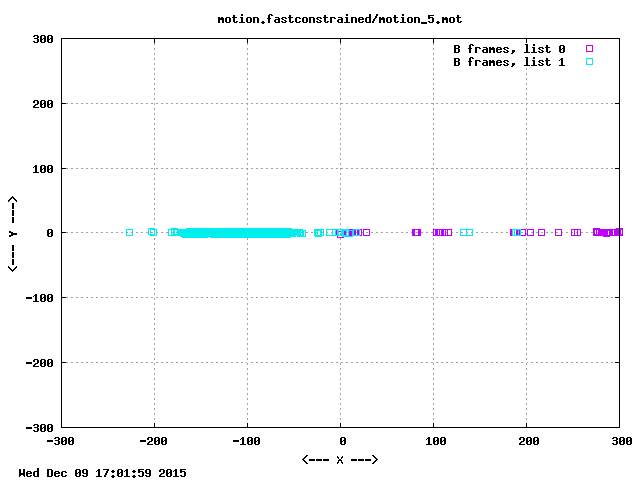 motion.fastconstrained/motion_5.mot
B frames, list 0
B frames, list 1
300
200
100
0
-100
-200
-300
<--- Y --->
-300 -200 -100 0 100 200 300
<--- X --->
Wed Dec 09 17:01:59 2015